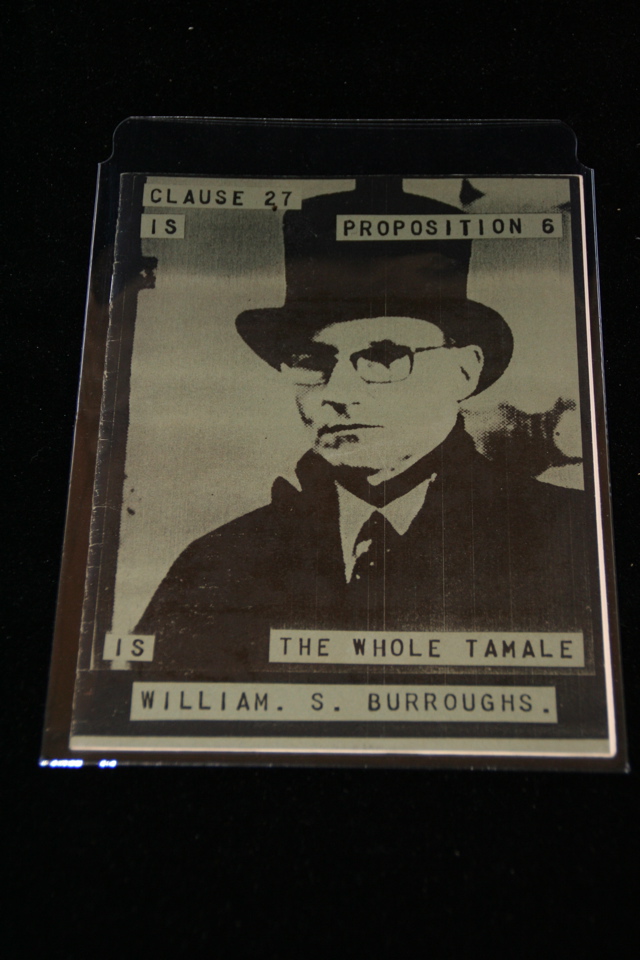 CLAUSE 27
IS PROPOSITION 6
IS THE WHOLE TAMALE
WILLIAM. S. BURROUGHS.